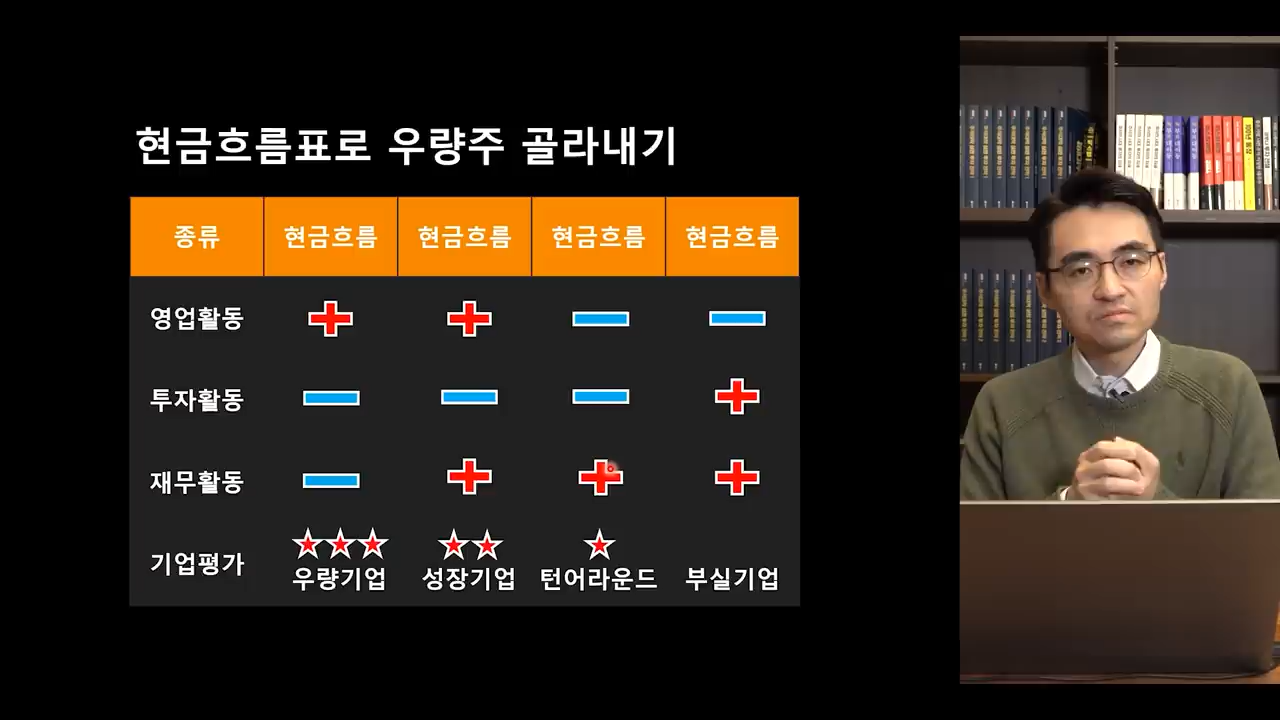 현금흐름표로 우량주 골라내기
종류 현금흐름 현금흐름 현금흐름 현금흐름
영업활동
투자활동
재무활동
기업평가
우량기업 성장기업 턴어라운드 부실기업